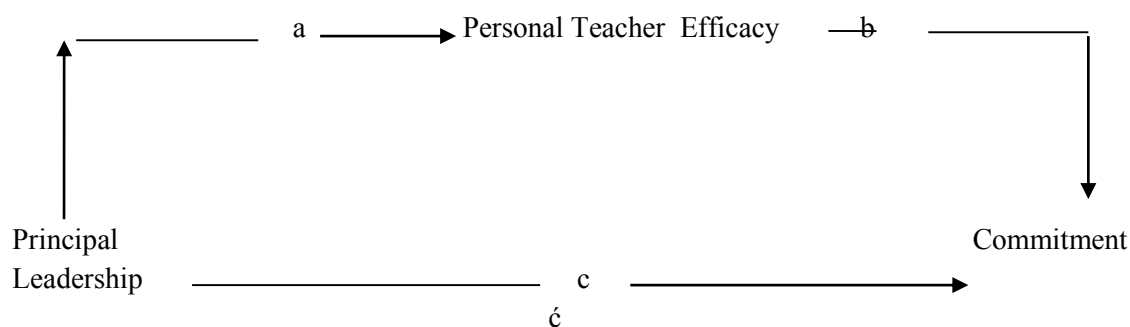 a Personal Teacher Efficacy b
Principal Commitment
Leadership c
ć